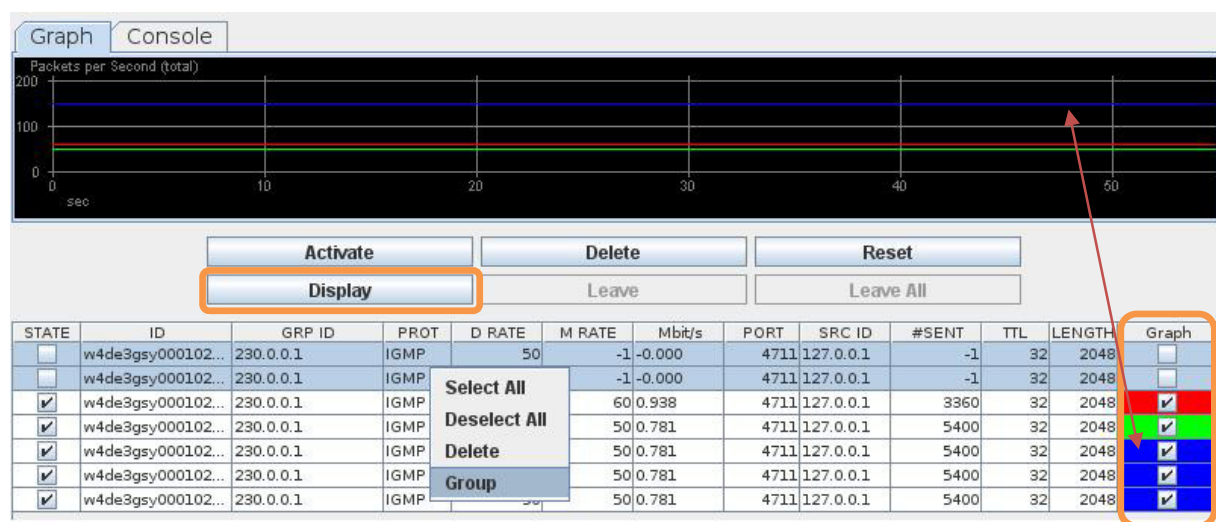 Graph Console
Packets per Second (total)
200
100
0
0 10 20 30 40 50
sec
Activate Delete Reset
Display Leave Leave All
STATE ID GRP ID PROT D RATE M RATE Mbit/s PORT SRC ID #SENT TTL LENGTH Graph
w4de3gsy000102... 230.0.0.1 IGMP 50 -1 -0.000 4711 127.0.0.1 -1 32 2048
w4de3gsy000102... 230.0.0.1 IGMP -1 -0.000 4711 127.0.0.1 -1 32 2048
w4de3gsy000102... 230.0.0.1 IGMP 60 0.938 4711 127.0.0.1 3360 32 2048
w4de3gsy000102... 230.0.0.1 IGMP 50 0.781 4711 127.0.0.1 5400 32 2048
w4de3gsy000102... 230.0.0.1 IGMP 50 0.781 4711 127.0.0.1 5400 32 2048
w4de3gsy000102... 230.0.0.1 IGMP 50 0.781 4711 127.0.0.1 5400 32 2048
w4de3gsy000102... 230.0.0.1 IGMP 50 0.781 4711 127.0.0.1 5400 32 2048
Select All
Deselect All
Delete
Group